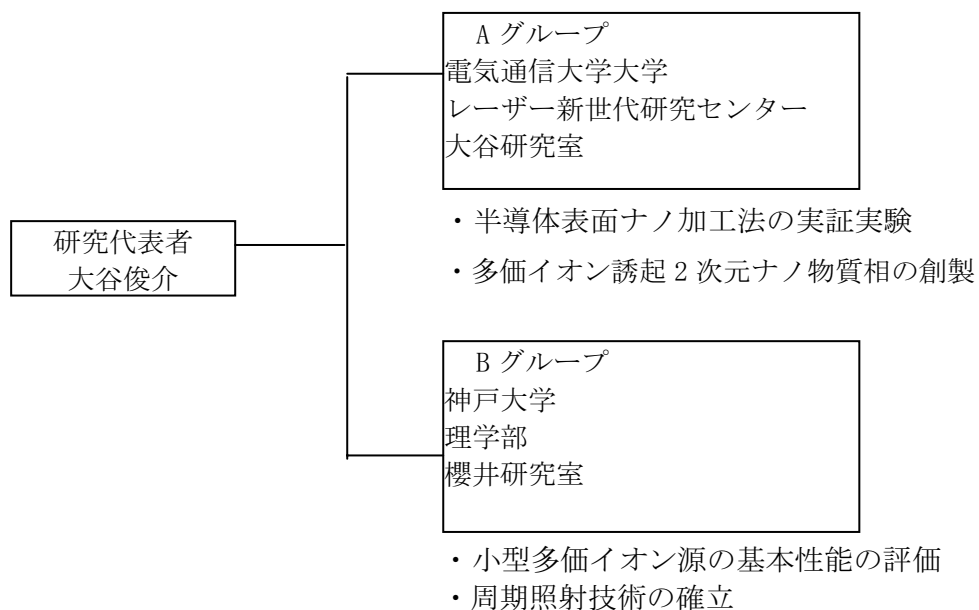 A グループ
電気通信大学大学
レーザー新世代研究センター
大谷研究室
・半導体表面ナノ加工法の実証実験
・多価イオン誘起 2 次元ナノ物質相の創製
研究代表者
大谷俊介
B グループ
神戸大学
理学部
櫻井研究室
・小型多価イオン源の基本性能の評価
・周期照射技術の確立